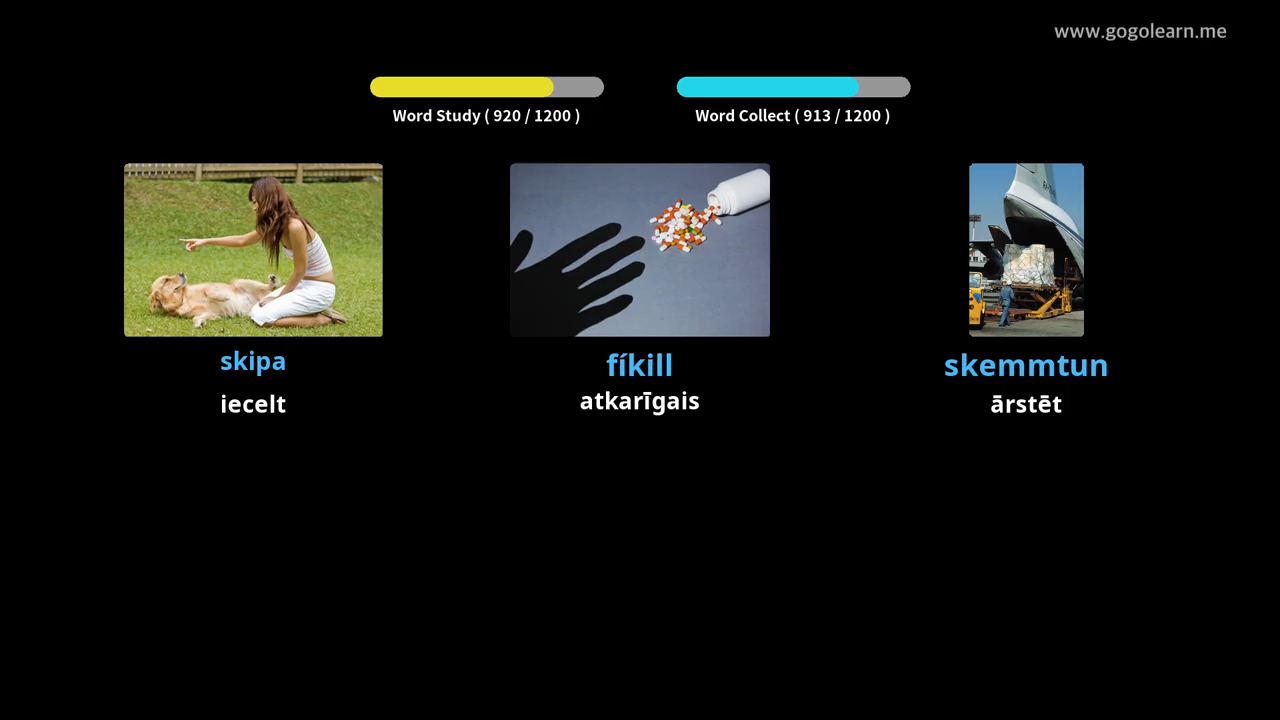 www.gogolearn.me
Word Study ( 920 / 1200 )
Word Collect ( 913 / 1200 )
skipa
fíkill
skemmtun
iecelt
atkarīgais
ārstēt